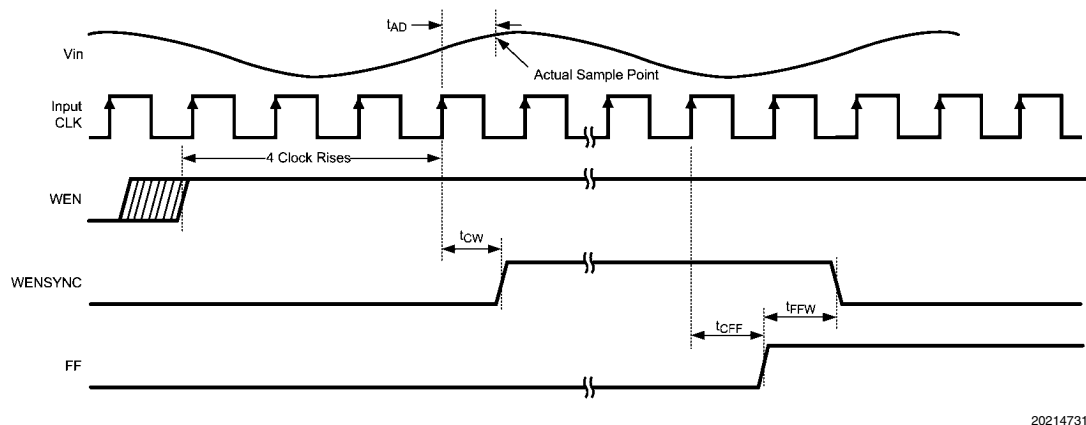 tAD
Vin
Actual Sample Point
Input
CLK
4 Clock Rises
WEN
tCW
WENSYNC
tFFW
tCFF
FF
20214731